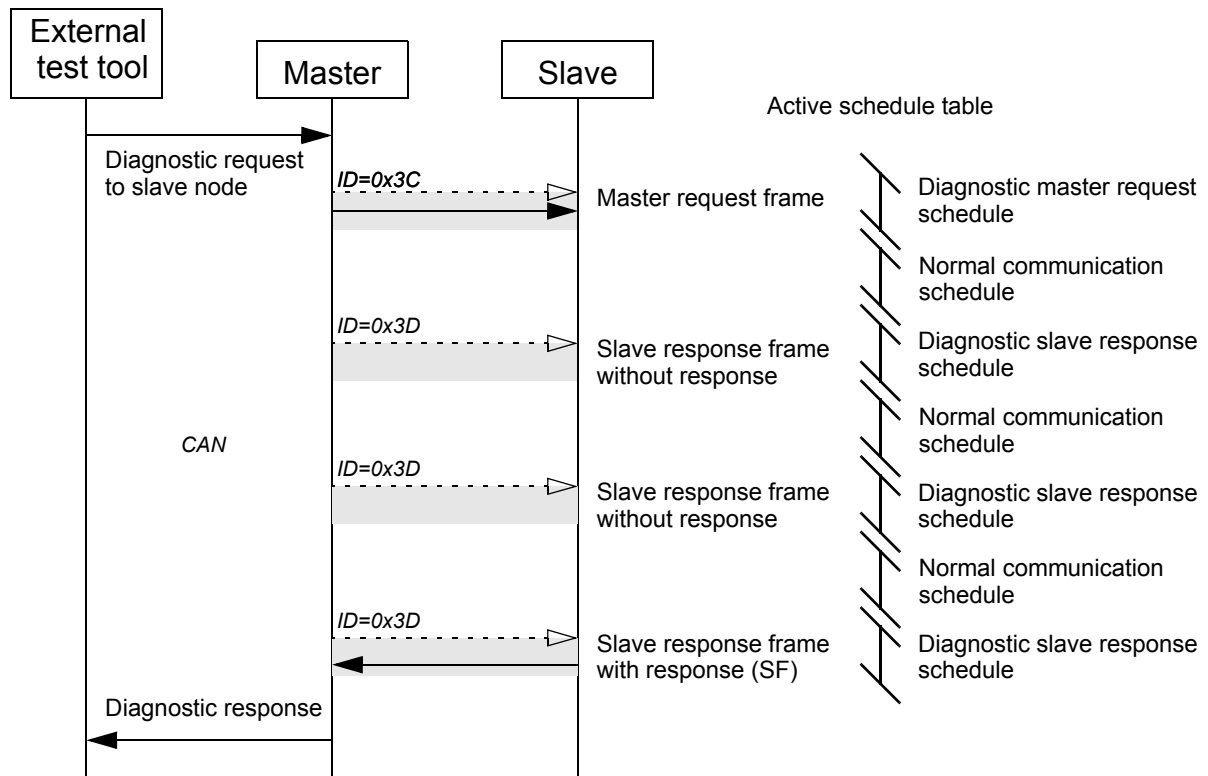 External
test tool
Master
Slave
Active schedule table
Diagnostic request
to slave node
ID=0x3C
Master request frame
Diagnostic master request
schedule
Normal communication
schedule
ID=0x3D
Slave response frame
without response
Diagnostic slave response
schedule
CAN
Normal communication
schedule
ID=0x3D
Slave response frame
without response
Diagnostic slave response
schedule
Normal communication
schedule
ID=0x3D
Slave response frame
with response (SF)
Diagnostic slave response
schedule
Diagnostic response